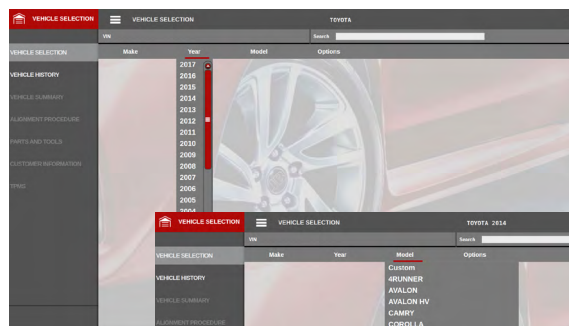 VEHICLE SELECTION
VEHICLE SELECTION
TOYOTA
VIN
Search
VEHICLE SELECTION
Make
Year
Model
Options
VEHICLE HISTORY
VEHICLE SUMMARY
ALIGNMENT PROCEDURE
PARTS AND TOOLS
CUSTOMER INFORMATION
TPMS
2017
2016
2015
2014
2013
2012
2011
2010
2009
2008
2007
2006
2005
2004
VEHICLE SELECTION
VEHICLE SELECTION
TOYOTA 2014
VIN
Search
VEHICLE SELECTION
Make
Year
Model
Options
VEHICLE HISTORY
VEHICLE SUMMARY
ALIGNMENT PROCEDURE
Custom
4RUNNER
AVALON
AVALON HV
CAMRY
COROLLA